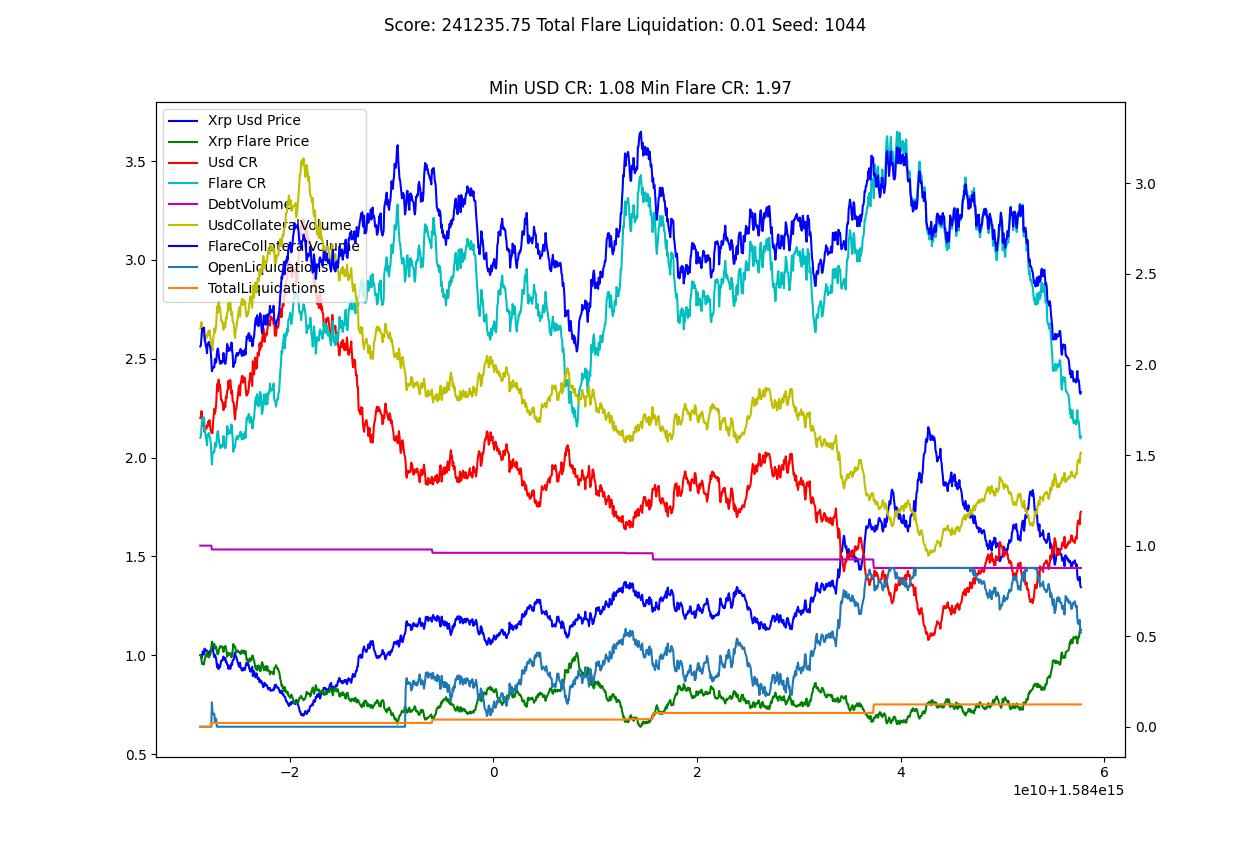 Score: 241235.75 Total Flare Liquidation: 0.01 Seed: 1044
Min USD CR: 1.08 Min Flare CR: 1.97
Xrp Usd Price
Xrp Flare Price
Usd CR
Flare CR
DebtVolume
UsdCollateralVolume
FlareCollateralVolume
OpenLiquidations
TotalLiquidations
3.5
3.0
2.5
2.0
1.5
1.0
0.5
3.0
2.5
2.0
1.5
1.0
0.5
0.0
−2
0
2
4
6
1e10+1.584e15